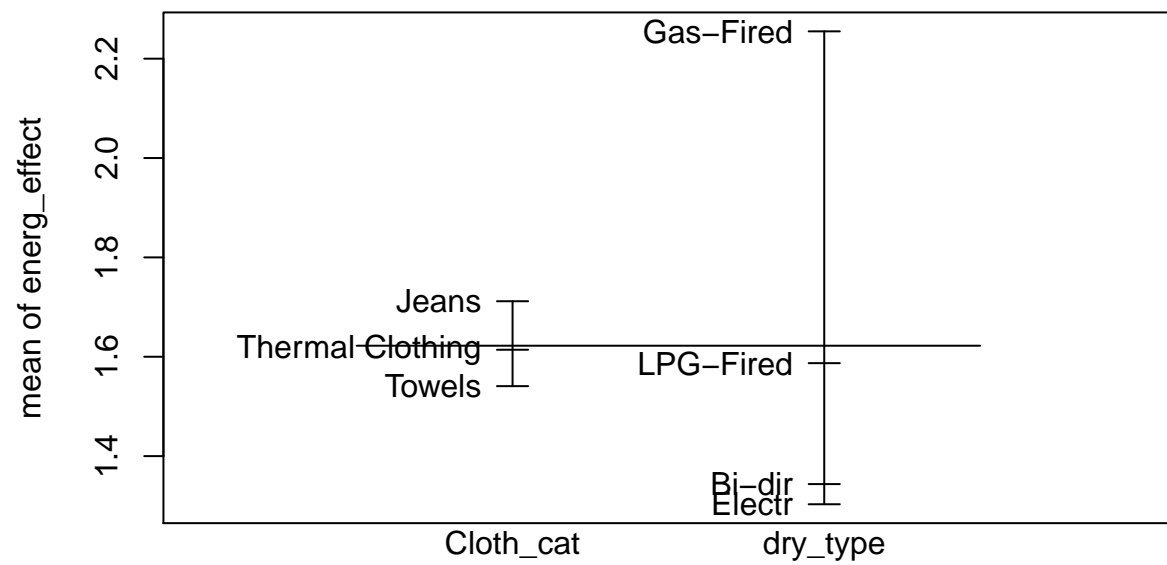 mean of energ_effect
2.2
2.0
1.8
1.6
1.4
Gas−Fired
Jeans
Thermal Clothing
LPG−Fired
Towels
Bi−dir
Electr
Cloth_cat
dry_type